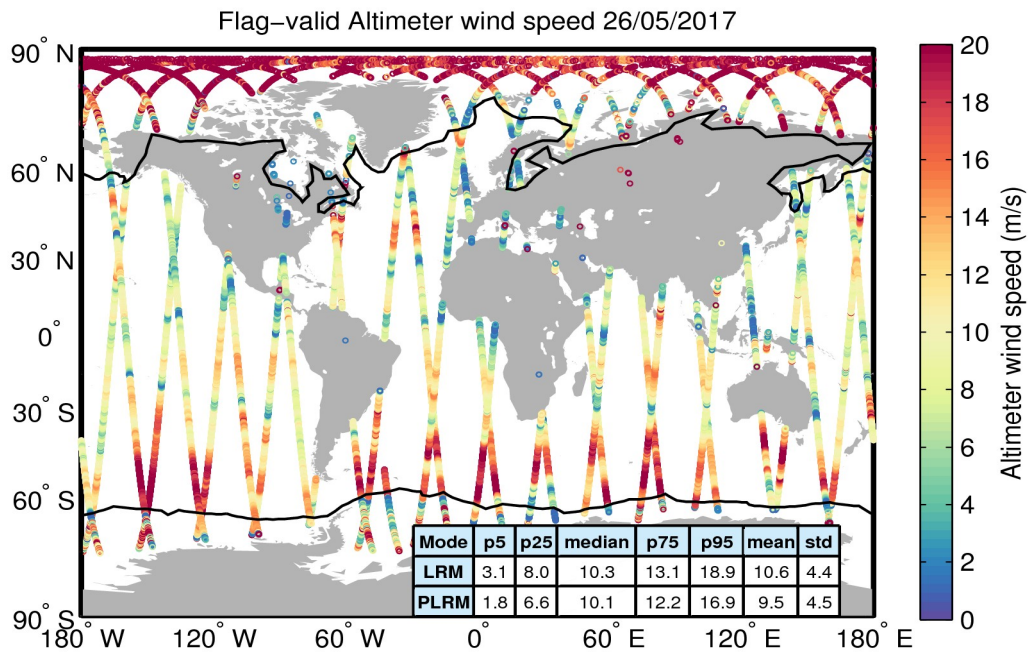 Flag−valid Altimeter wind speed 26/05/2017
90° N
60° N
30° N
0°
30° S
60° S
90° S
180° W
120° W
60° W
0°
60° E
120° E
180° E
Mode p5 p25 median p75 p95 mean std
LRM 3.1 8.0 10.3 13.1 18.9 10.6 4.4
PLRM 1.8 6.6 10.1 12.2 16.9 9.5 4.5
20
18
16
14
12
10
8
6
4
2
0
Altimeter wind speed (m/s)